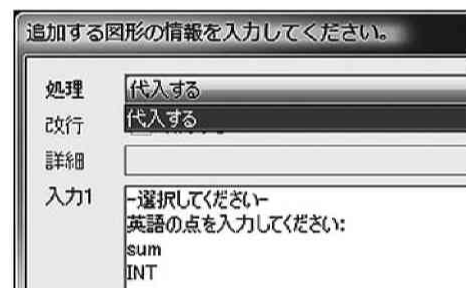 追加する図形の情報を入力してください。
処理 代入する
代入する
改行
詳細
入力1 -選択してください-
英語の点を入力してください:
sum
INT